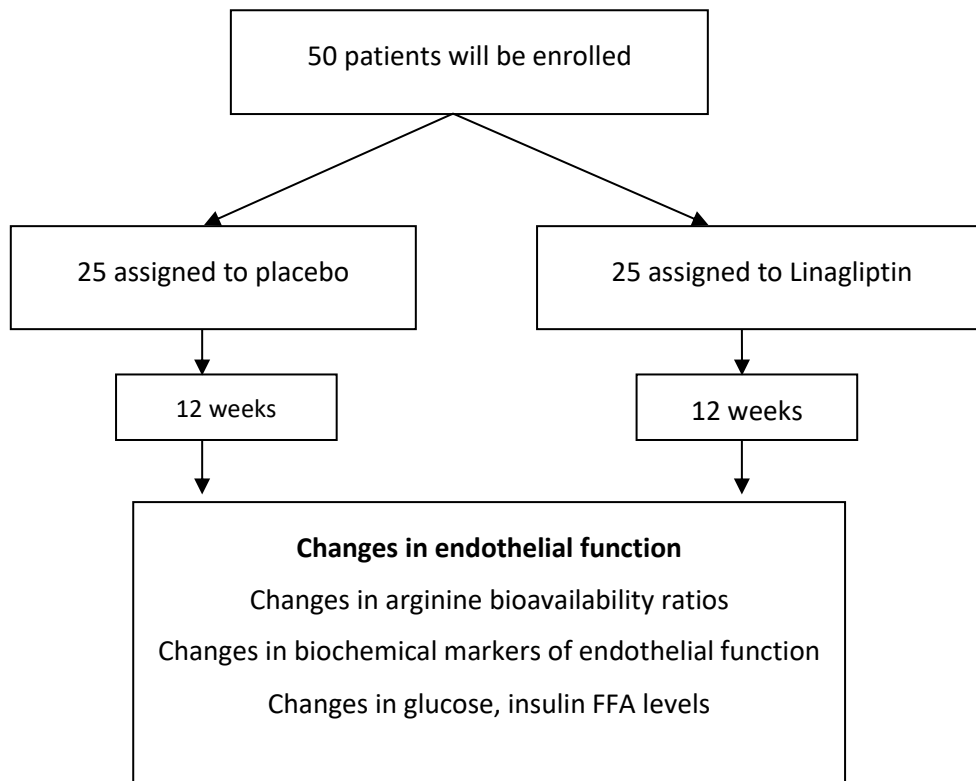 50 patients will be enrolled
25 assigned to placebo
25 assigned to Linagliptin
12 weeks
12 weeks
Changes in endothelial function
Changes in arginine bioavailability ratios
Changes in biochemical markers of endothelial function
Changes in glucose, insulin FFA levels